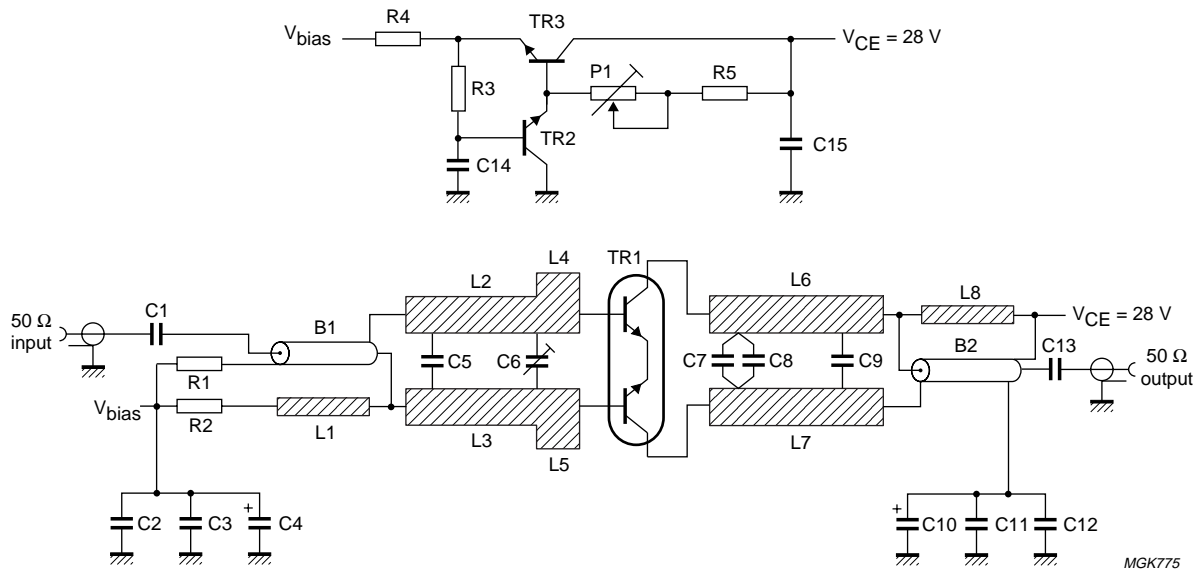 R4
TR3
V_bias
V_CE = 28 V
P1
R5
R3
TR2
C14
C15
L4
TR1
L2
L6
L8
C1
50 Ω
input
B1
V_CE = 28 V
B2
C13
50 Ω
output
C5
C6
C7
C8
C9
R1
V_bias
R2
L1
L3
L5
L7
+
C2
C3
C4
+
C10
C11
C12
MGK775